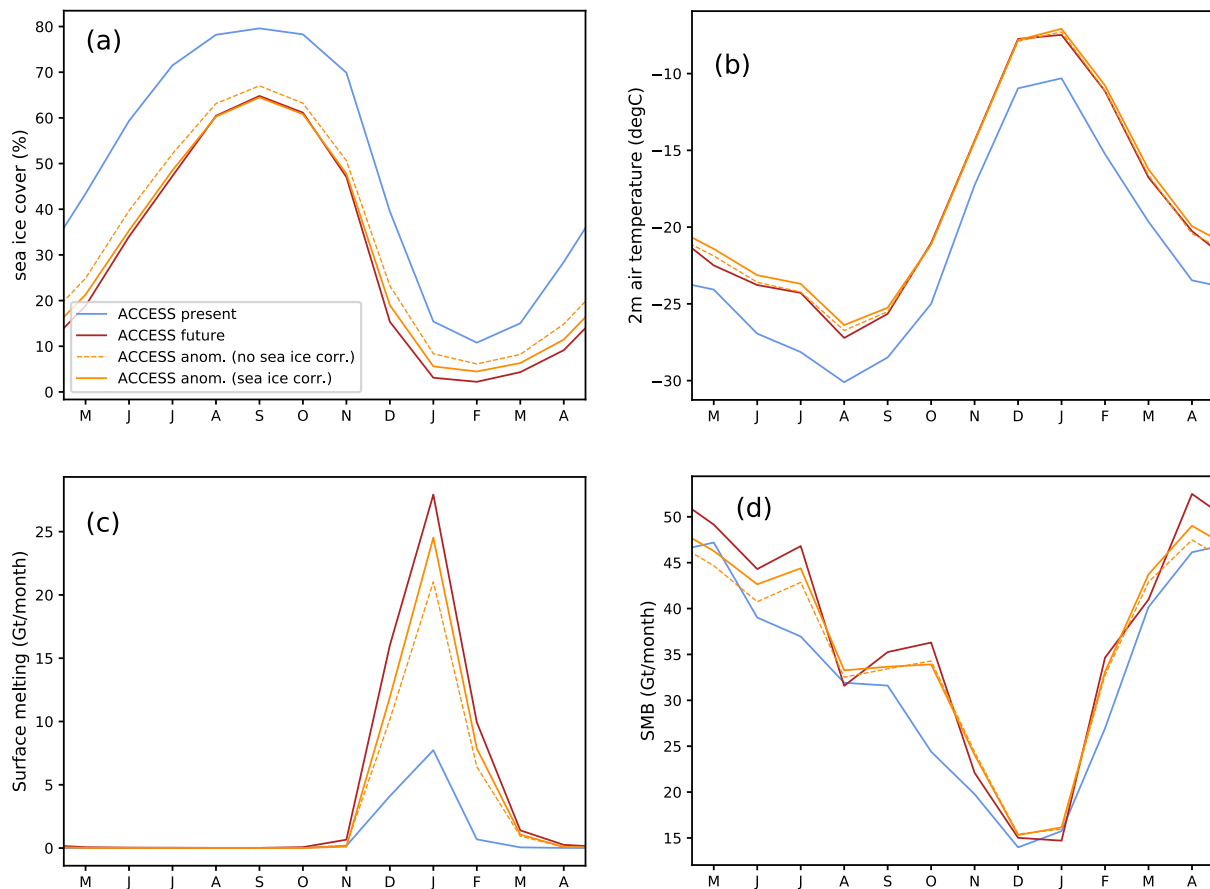 (a)
sea ice cover (%)
80
70
60
50
40
30
20
10
0
ACCESS present
ACCESS future
ACCESS anom. (no sea ice corr.)
ACCESS anom. (sea ice corr.)
M J J A S O N D J F M A
(b)
2m air temperature (degC)
−10
−15
−20
−25
−30
M J J A S O N D J F M A
(c)
Surface melting (Gt/month)
25
20
15
10
5
0
M J J A S O N D J F M A
(d)
SMB (Gt/month)
50
45
40
35
30
25
20
15
M J J A S O N D J F M A